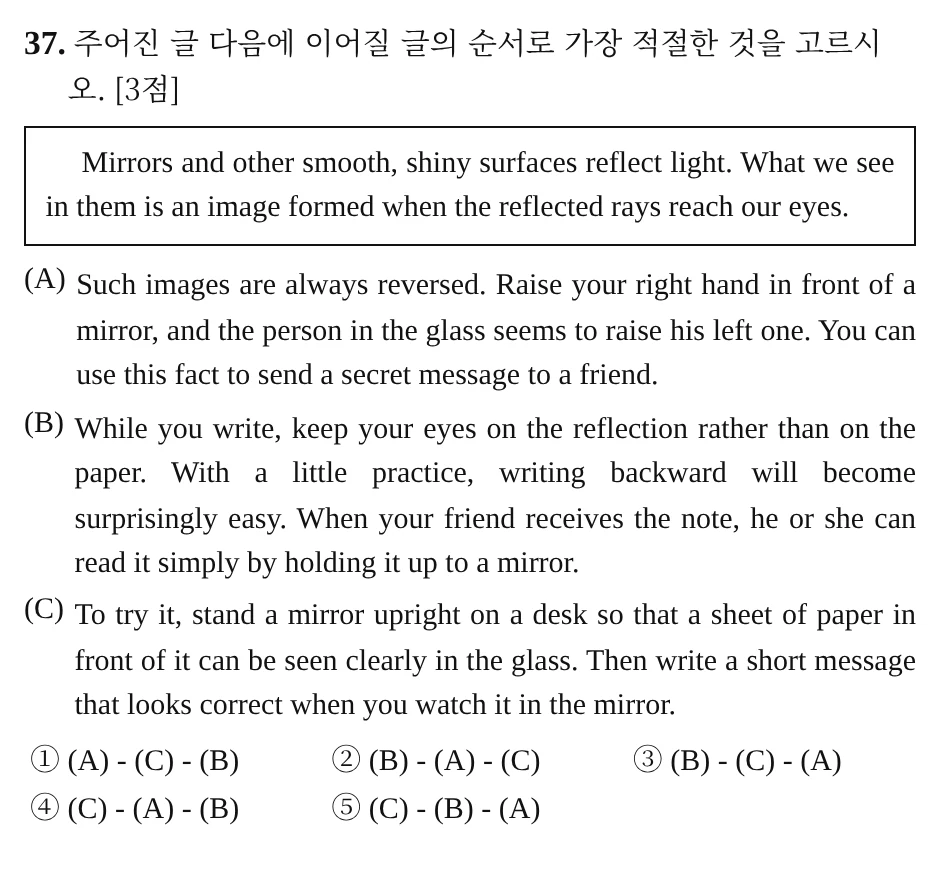 37. 주어진 글 다음에 이어질 글의 순서로 가장 적절한 것을 고르시
오. [3점]
Mirrors and other smooth, shiny surfaces reflect light. What we see
in them is an image formed when the reflected rays reach our eyes.
(A) Such images are always reversed. Raise your right hand in front of a
mirror, and the person in the glass seems to raise his left one. You can
use this fact to send a secret message to a friend.
(B) While you write, keep your eyes on the reflection rather than on the
paper. With a little practice, writing backward will become
surprisingly easy. When your friend receives the note, he or she can
read it simply by holding it up to a mirror.
(C) To try it, stand a mirror upright on a desk so that a sheet of paper in
front of it can be seen clearly in the glass. Then write a short message
that looks correct when you watch it in the mirror.
① (A) - (C) - (B) ② (B) - (A) - (C) ③ (B) - (C) - (A)
④ (C) - (A) - (B) ⑤ (C) - (B) - (A)